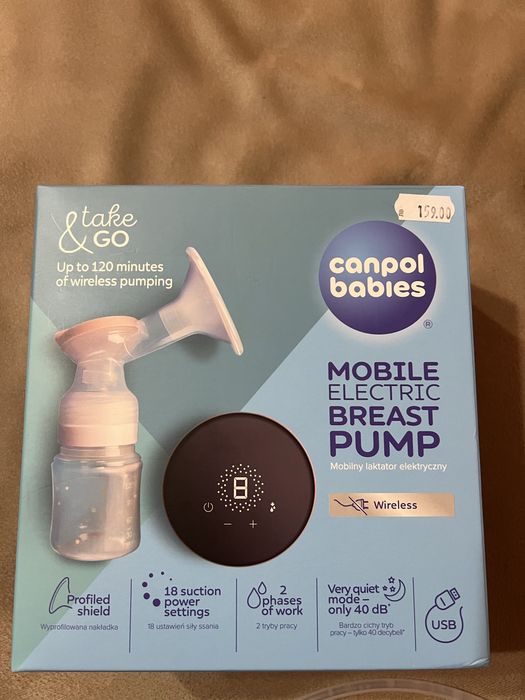 take
& GO
Up to 120 minutes
of wireless pumping
159.00
canpol
babies
®
MOBILE
ELECTRIC
BREAST
PUMP
Mobilny laktator elektryczny
Wireless
8
Profiled
shield
Wyprofilowana nakładka
18 suction
power
settings
18 ustawień siły ssania
2
phases
of work
2 tryby pracy
Very quiet
mode –
only 40 dB*
Bardzo cichy tryb
pracy – tylko 40 decybeli*
USB